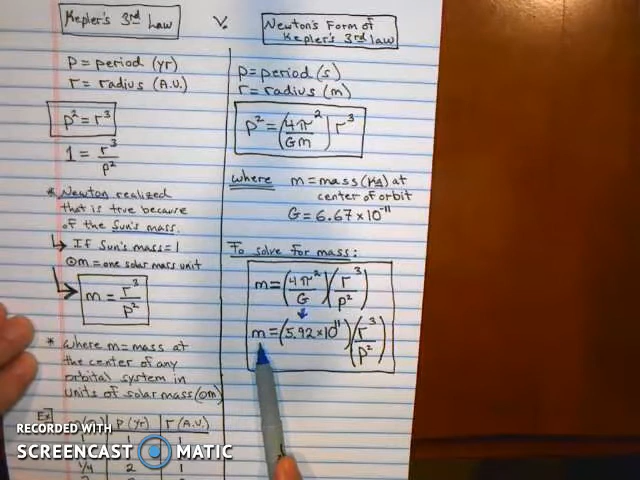 Kepler's 3rd Law
V.
Newton's Form of
Kepler's 3rd law
P = period (yr)
r = radius (A.U.)
P² = r³
1 = r³/P²
* Newton realized
that is true because
of the Sun's mass.
↳ If Sun's mass = 1
⊙m = one solar mass unit
↳ m = r³/P²
* where m = mass at
the center of any
orbital system in
units of solar mass (⊙m)
Ex
P (yr)
r (A.U.)
1
1/4
2
1
P = period (s)
r = radius (m)
P² = (4π²/Gm) r³
where m = mass (kg) at
center of orbit
G = 6.67 × 10⁻¹¹
To solve for mass:
m = (4π²/G)(r³/P²)
↓
m = (5.92 × 10¹¹)(r³/P²)
RECORDED WITH
SCREENCAST-O-MATIC